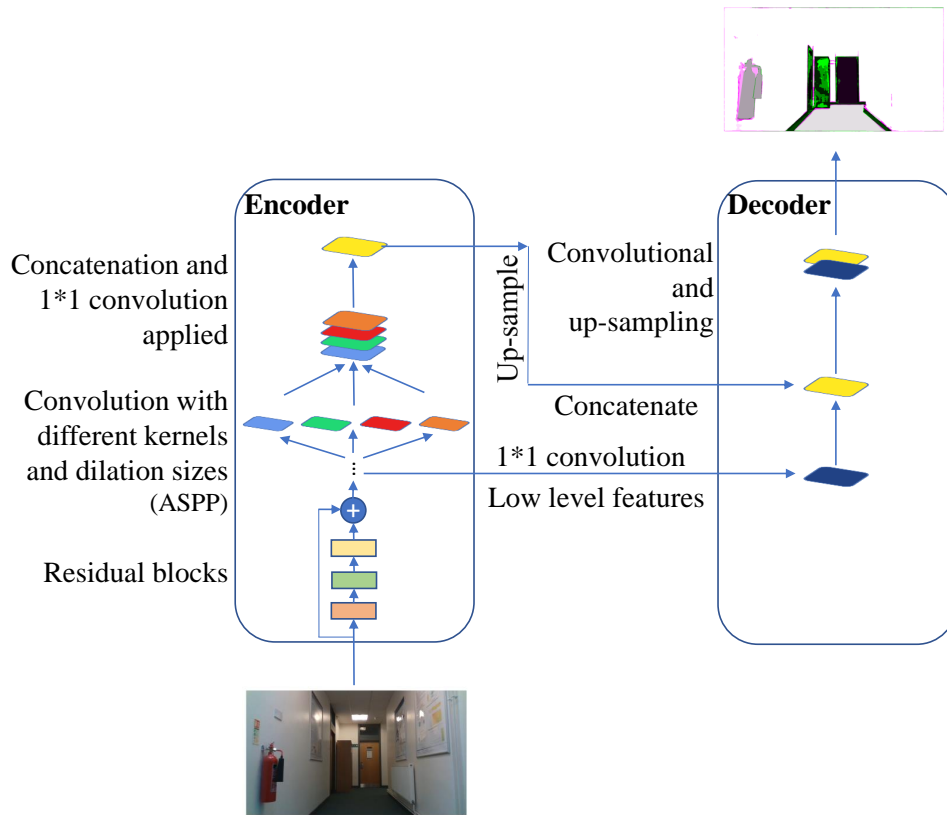 Encoder
Concatenation and
1*1 convolution
applied
Convolution with
different kernels
and dilation sizes
(ASPP)
...
+
Residual blocks
Up-sample
Concatenate
1*1 convolution
Low level features
Decoder
Convolutional
and
up-sampling